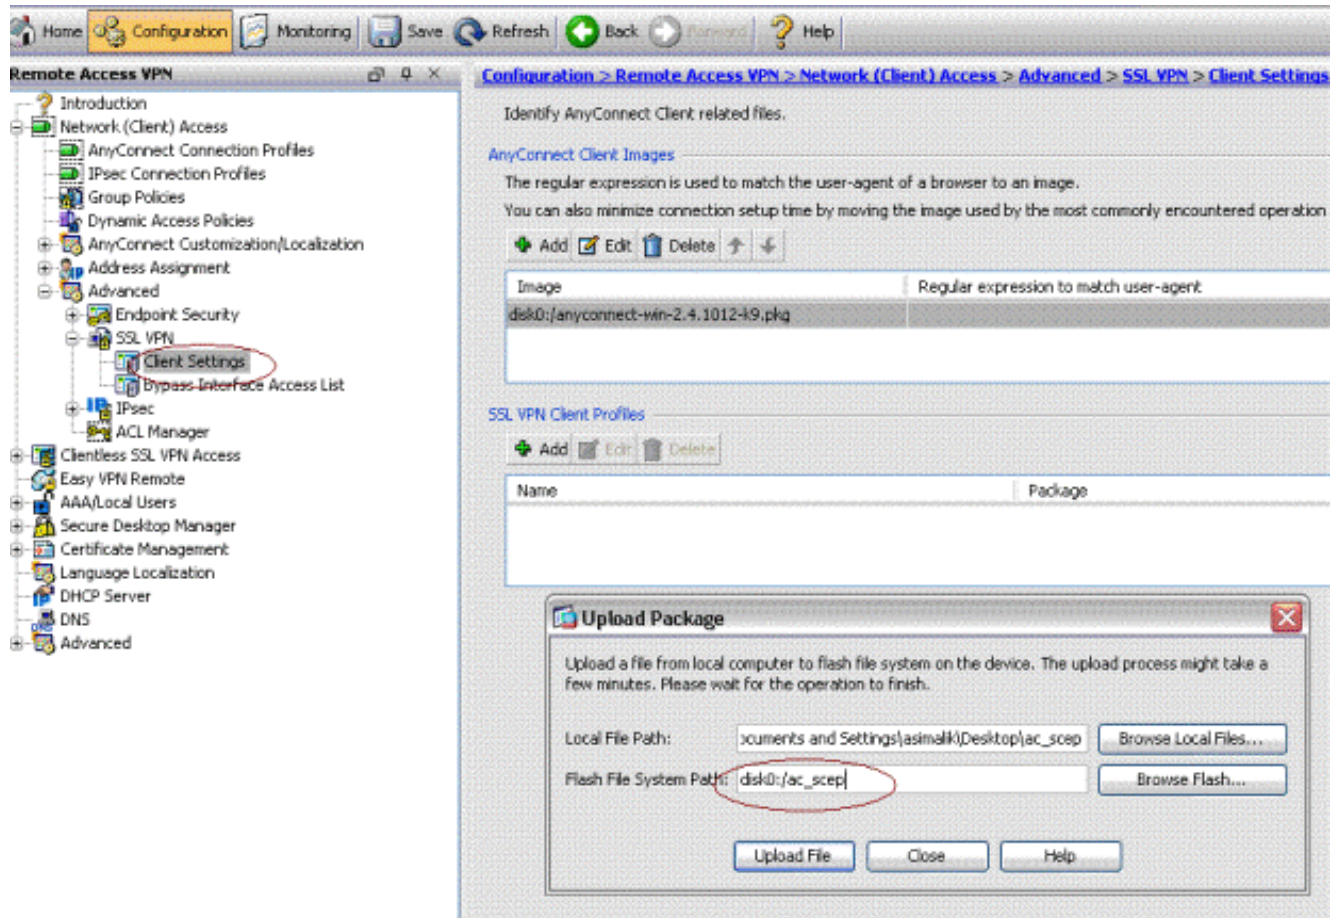 Home Configuration Monitoring Save Refresh Back Forward Help
Remote Access VPN
Introduction
Network (Client) Access
AnyConnect Connection Profiles
IPsec Connection Profiles
Group Policies
Dynamic Access Policies
AnyConnect Customization/Localization
Address Assignment
Advanced
Endpoint Security
SSL VPN
Client Settings
Bypass Interface Access List
IPsec
ACL Manager
Clientless SSL VPN Access
Easy VPN Remote
AAA/Local Users
Secure Desktop Manager
Certificate Management
Language Localization
DHCP Server
DNS
Advanced
Configuration > Remote Access VPN > Network (Client) Access > Advanced > SSL VPN > Client Settings
Identify AnyConnect Client related files.
AnyConnect Client Images
The regular expression is used to match the user-agent of a browser to an image.
You can also minimize connection setup time by moving the image used by the most commonly encountered operation
Add Edit Delete
Image Regular expression to match user-agent
disk0:/anyconnect-win-2.4.1012-k9.pkg
SSL VPN Client Profiles
Add Edit Delete
Name Package
Upload Package
Upload a file from local computer to flash file system on the device. The upload process might take a
few minutes. Please wait for the operation to finish.
Local File Path: ocuments and Settings\asimalik\Desktop\ac_scep Browse Local Files...
Flash File System Path: disk0:/ac_scep Browse Flash...
Upload File Close Help